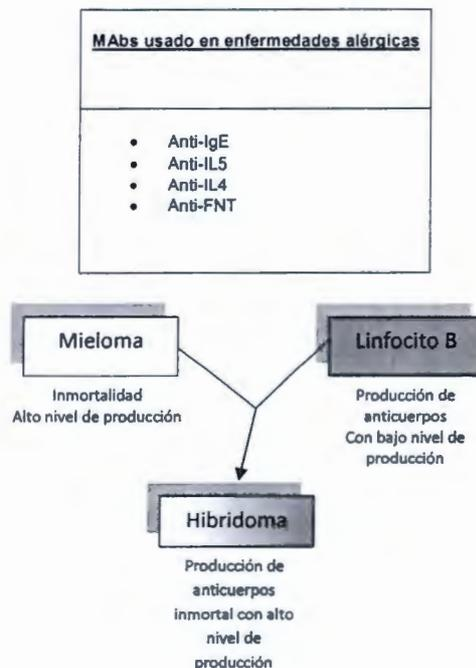 MAbs usado en enfermedades alérgicas
• Anti-IgE
• Anti-IL5
• Anti-IL4
• Anti-FNT
Mieloma
Inmortalidad
Alto nivel de producción
Linfocito B
Producción de
anticuerpos
Con bajo nivel de
producción
Hibridoma
Producción de
anticuerpos
inmortal con alto
nivel de
producción